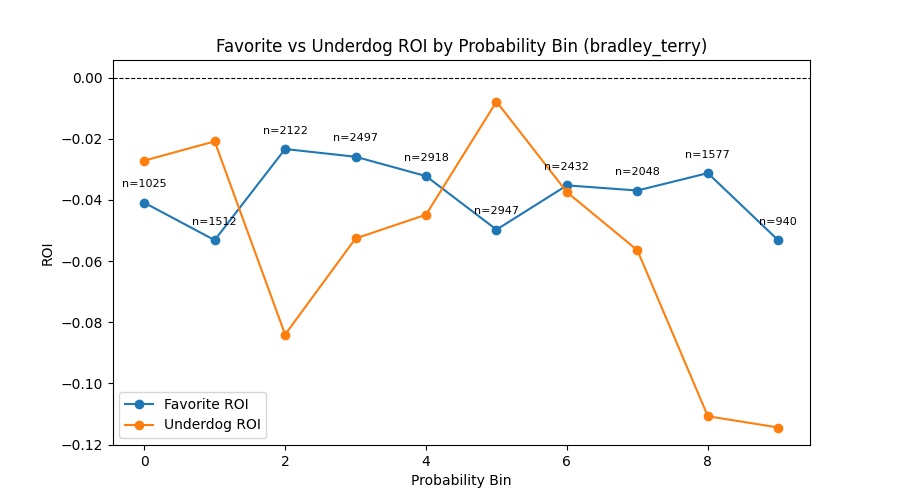 Favorite vs Underdog ROI by Probability Bin (bradley_terry)
0.00
−0.02
−0.04
−0.06
−0.08
−0.10
−0.12
ROI
n=1025
n=1512
n=2122
n=2497
n=2918
n=2947
n=2432
n=2048
n=1577
n=940
Favorite ROI
Underdog ROI
0
2
4
6
8
Probability Bin